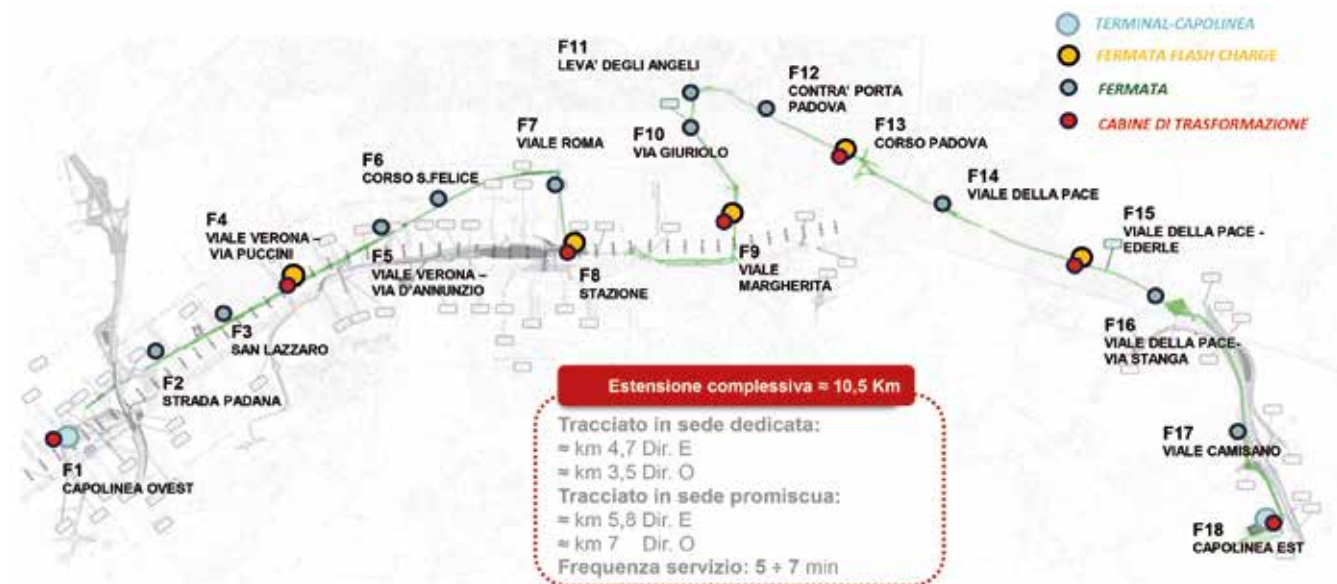 TERMINAL-CAPOLINEA
FERMATA FLASH CHARGE
FERMATA
CABINE DI TRASFORMAZIONE
F1
CAPOLINEA OVEST
F2
STRADA PADANA
F3
SAN LAZZARO
F4
VIALE VERONA –
VIA PUCCINI
F5
VIALE VERONA –
VIA D'ANNUNZIO
F6
CORSO S.FELICE
F7
VIALE ROMA
F8
STAZIONE
F9
VIALE
MARGHERITA
F10
VIA GIURIOLO
F11
LEVA' DEGLI ANGELI
F12
CONTRA' PORTA
PADOVA
F13
CORSO PADOVA
F14
VIALE DELLA PACE
F15
VIALE DELLA PACE -
EDERLE
F16
VIALE DELLA PACE-
VIA STANGA
F17
VIALE CAMISANO
F18
CAPOLINEA EST
Estensione complessiva ≈ 10,5 Km
Tracciato in sede dedicata:
≈ km 4,7 Dir. E
≈ km 3,5 Dir. O
Tracciato in sede promiscua:
≈ km 5,8 Dir. E
≈ km 7 Dir. O
Frequenza servizio: 5 ÷ 7 min